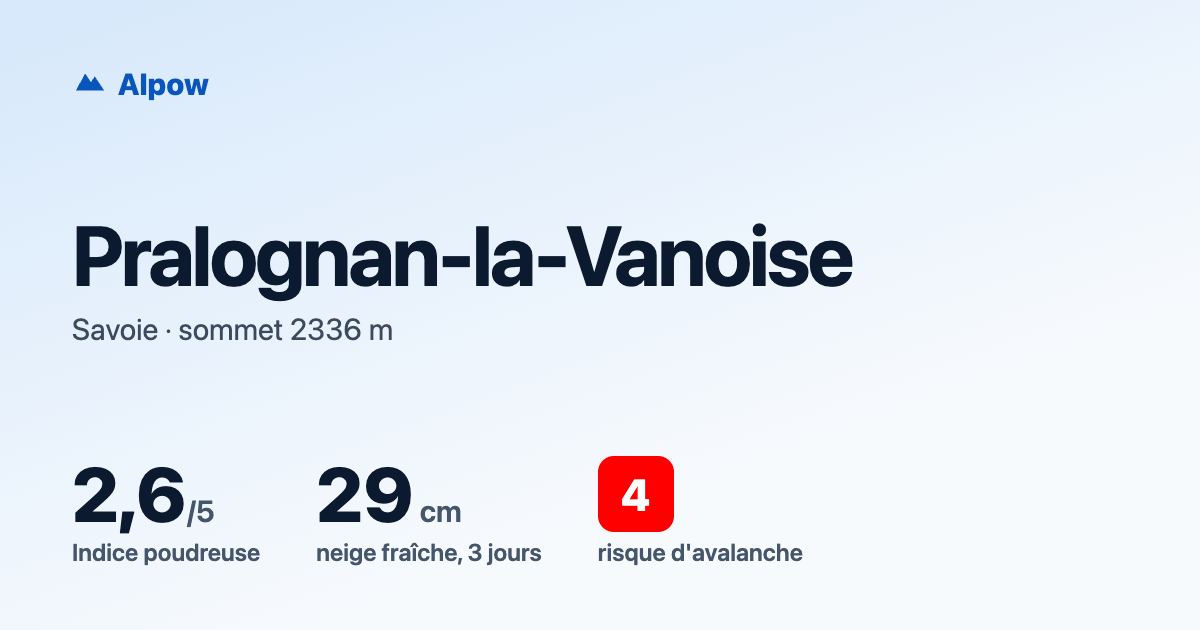 Alpow
Pralognan-la-Vanoise
Savoie · sommet 2336 m
2,6/5
Indice poudreuse
29 cm
neige fraîche, 3 jours
4
risque d'avalanche